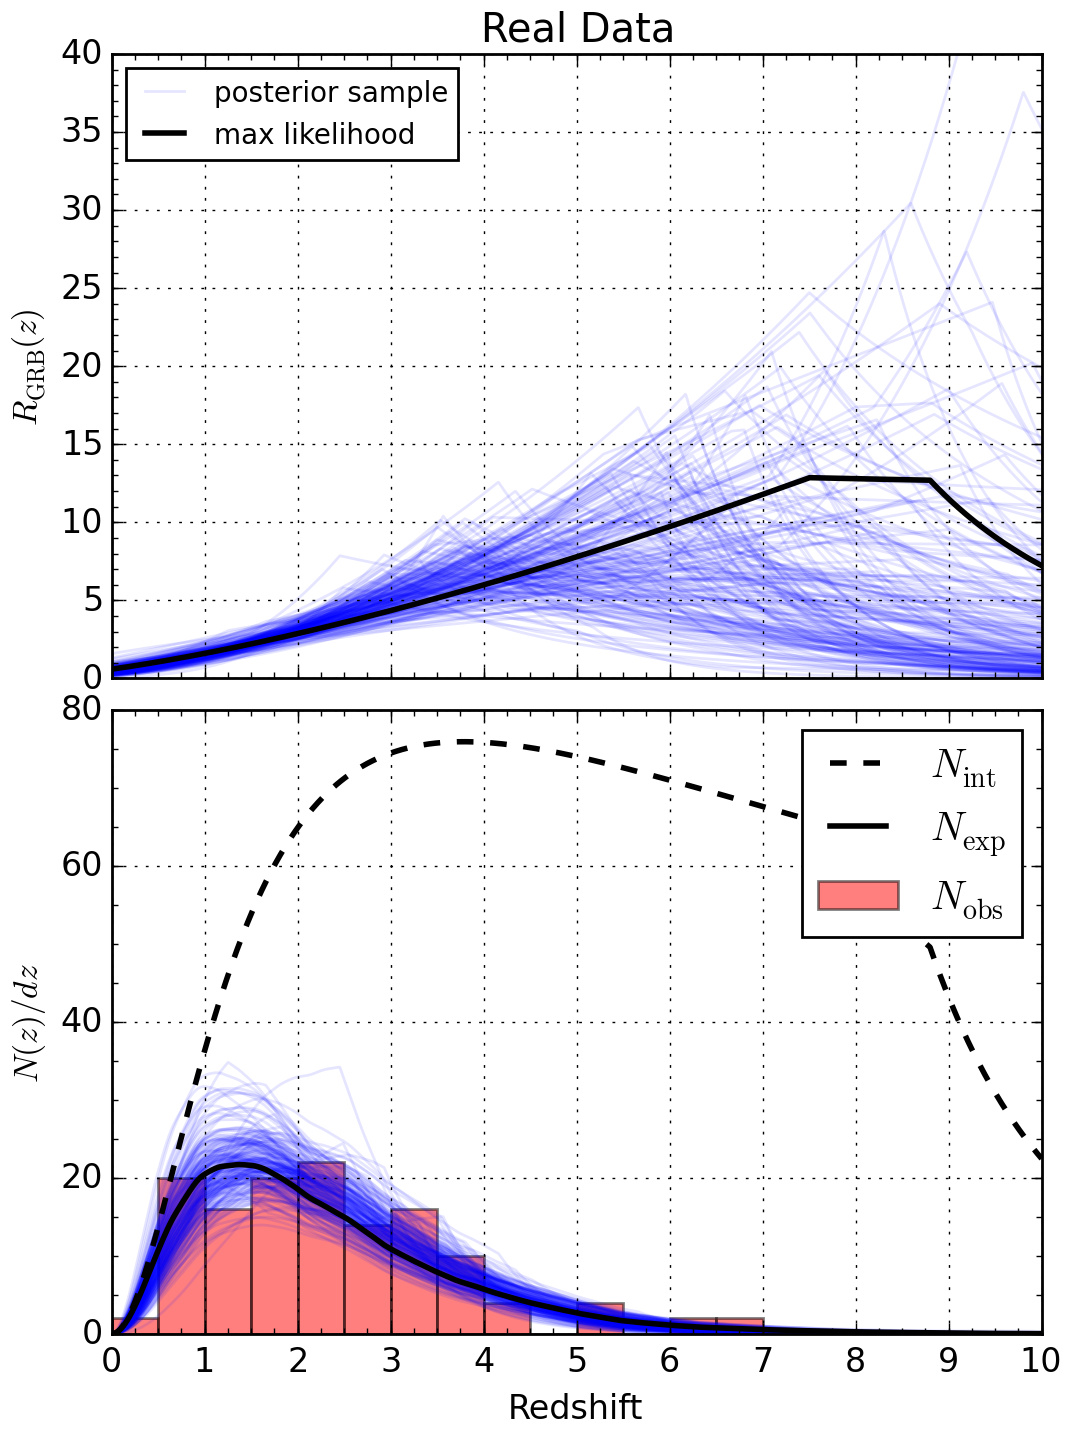 Real Data
40
35
30
25
20
15
10
5
0
R_GRB(z)
posterior sample
max likelihood
80
60
40
20
0
N(z)/dz
N_int
N_exp
N_obs
0 1 2 3 4 5 6 7 8 9 10
Redshift